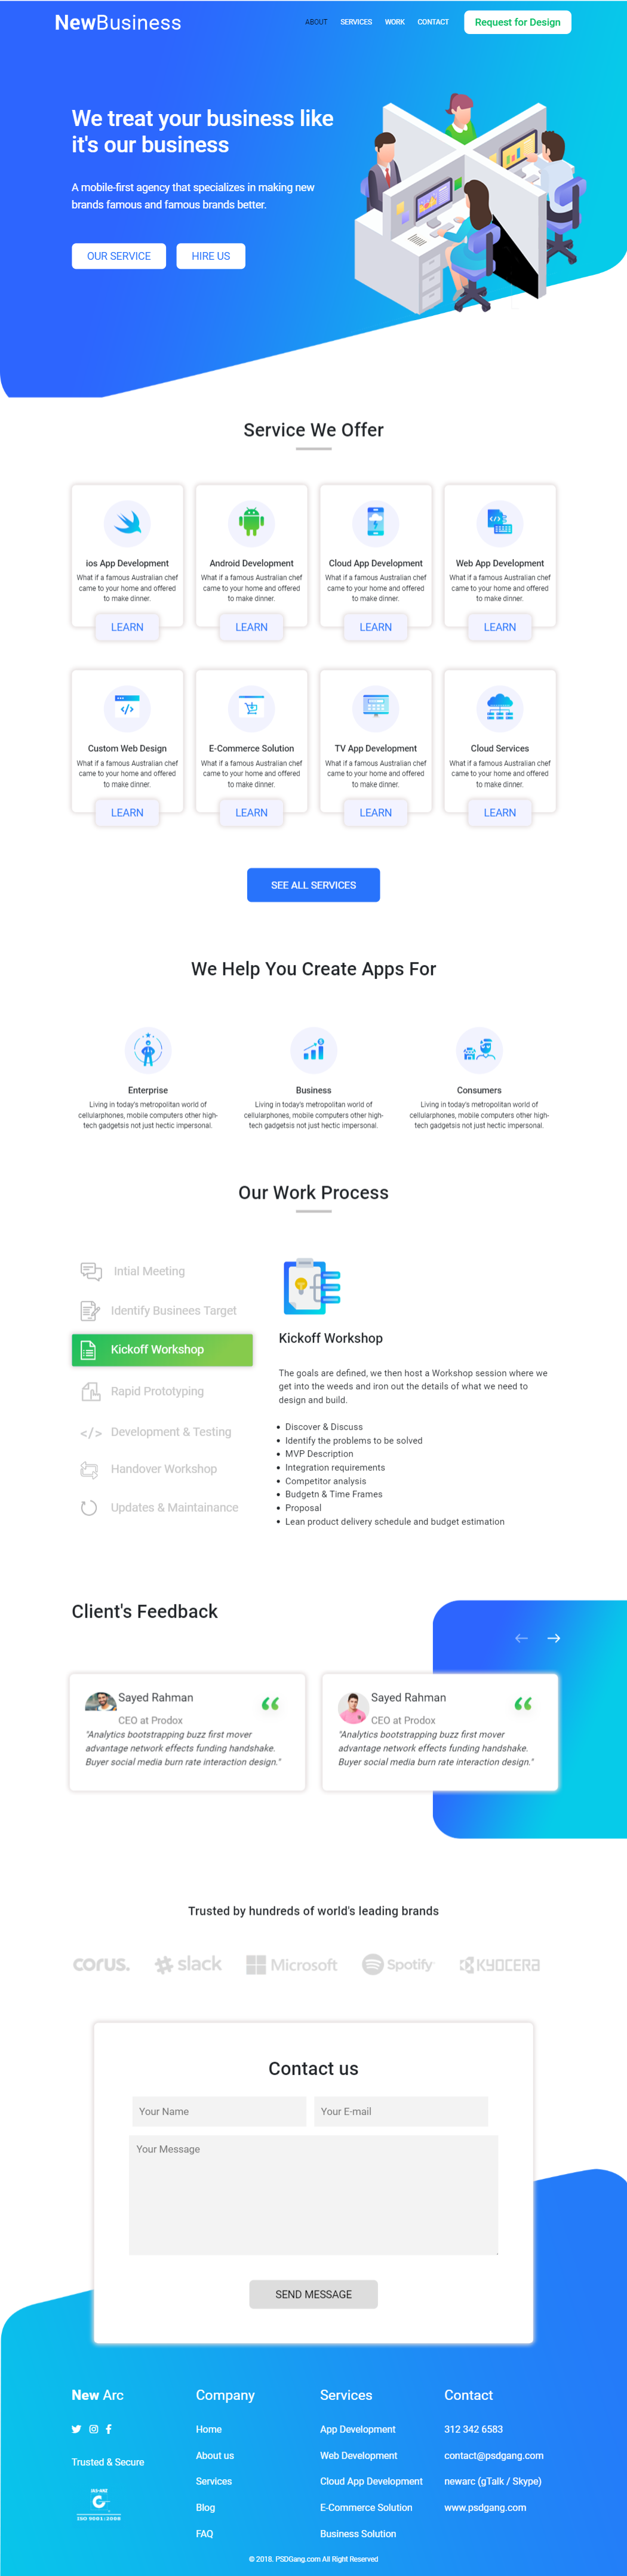 NewBusiness
ABOUT SERVICES WORK CONTACT Request for Design
We treat your business like
it's our business
A mobile-first agency that specializes in making new
brands famous and famous brands better.
OUR SERVICE HIRE US
Service We Offer
ios App Development
What if a famous Australian chef
came to your home and offered
to make dinner.
LEARN
Android Development
What if a famous Australian chef
came to your home and offered
to make dinner.
LEARN
Cloud App Development
What if a famous Australian chef
came to your home and offered
to make dinner.
LEARN
Web App Development
What if a famous Australian chef
came to your home and offered
to make dinner.
LEARN
Custom Web Design
What if a famous Australian chef
came to your home and offered
to make dinner.
LEARN
E-Commerce Solution
What if a famous Australian chef
came to your home and offered
to make dinner.
LEARN
TV App Development
What if a famous Australian chef
came to your home and offered
to make dinner.
LEARN
Cloud Services
What if a famous Australian chef
came to your home and offered
to make dinner.
LEARN
SEE ALL SERVICES
We Help You Create Apps For
Enterprise
Living in today's metropolitan world of
cellularphones, mobile computers other high-
tech gadgetsis not just hectic impersonal.
Business
Living in today's metropolitan world of
cellularphones, mobile computers other high-
tech gadgetsis not just hectic impersonal.
Consumers
Living in today's metropolitan world of
cellularphones, mobile computers other high-
tech gadgetsis not just hectic impersonal.
Our Work Process
Intial Meeting
Identify Businees Target
Kickoff Workshop
Rapid Prototyping
</> Development & Testing
Handover Workshop
Updates & Maintainance
Kickoff Workshop
The goals are defined, we then host a Workshop session where we
get into the weeds and iron out the details of what we need to
design and build.
Discover & Discuss
Identify the problems to be solved
MVP Description
Integration requirements
Competitor analysis
Budgetn & Time Frames
Proposal
Lean product delivery schedule and budget estimation
Client's Feedback
Sayed Rahman
CEO at Prodox
"Analytics bootstrapping buzz first mover
advantage network effects funding handshake.
Buyer social media burn rate interaction design."
Sayed Rahman
CEO at Prodox
"Analytics bootstrapping buzz first mover
advantage network effects funding handshake.
Buyer social media burn rate interaction design."
Trusted by hundreds of world's leading brands
corus. slack Microsoft Spotify KYOCERA
Contact us
Your Name
Your E-mail
Your Message
SEND MESSAGE
New Arc
Trusted & Secure
ISO 9001:2008
Company
Home
About us
Services
Blog
FAQ
Services
App Development
Web Development
Cloud App Development
E-Commerce Solution
Business Solution
Contact
312 342 6583
contact@psdgang.com
newarc (gTalk / Skype)
www.psdgang.com
© 2018. PSDGang.com All Right Reserved